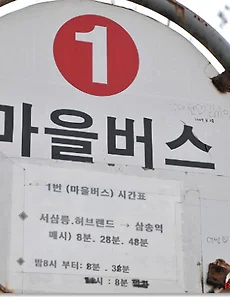 1
마을버스
1번 (마을버스) 시간표
◆ 서삼릉.허브랜드 → 삼송역
매시) 8분. 28분. 48분
◆ 밤8시 부터: 8분 . 38분
: 8분